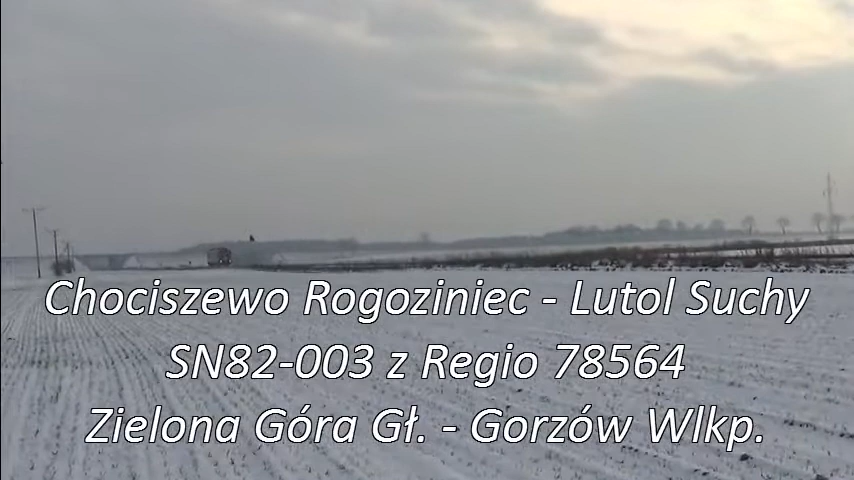 Chociszewo Rogoziniec - Lutol Suchy
SN82-003 z Regio 78564
Zielona Góra Gł. - Gorzów Wlkp.